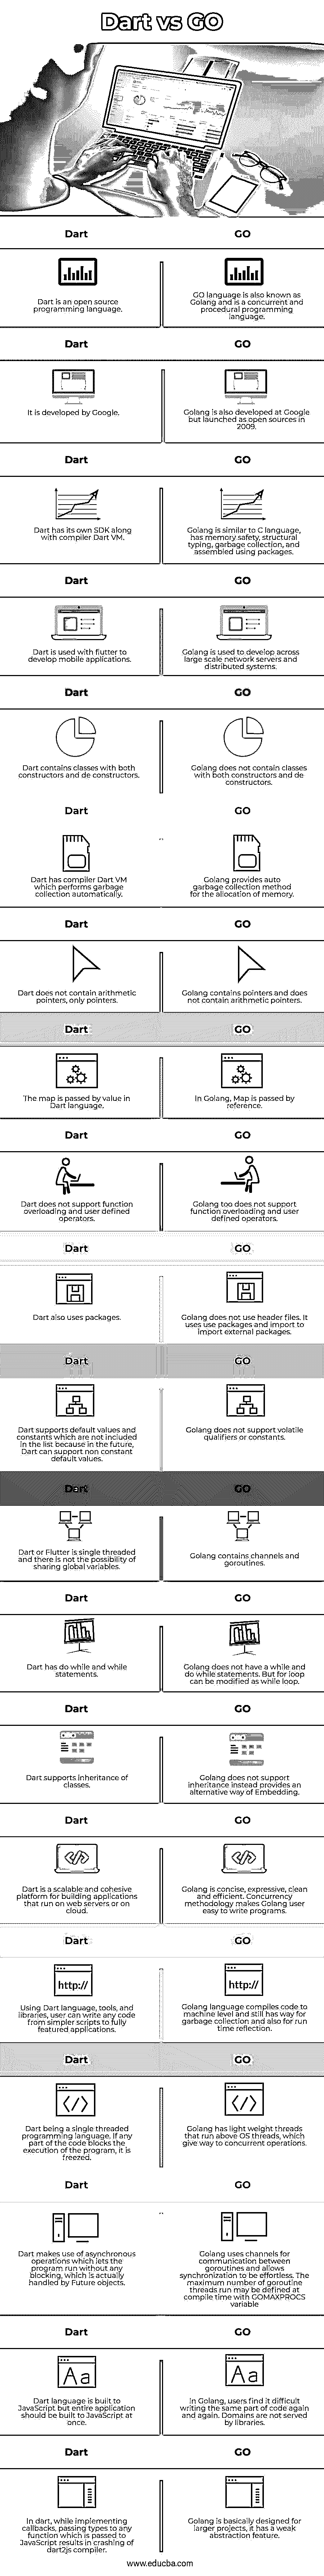 Dart vs GO
Dart
GO
Dart is an open source
programming language.
GO language is also known as
Golang and is a concurrent and
procedural programming
language.
Dart
GO
It is developed by Google.
Golang is also developed at Google
but launched as open sources in
2009.
Dart
GO
Dart has its own SDK along
with compiler Dart VM.
Golang is similar to C language,
has memory safety, structural
typing, garbage collection, and
assembled using packages.
Dart
GO
Dart is used with flutter to
develop mobile applications.
Golang is used to develop across
large scale network servers and
distributed systems.
Dart
GO
Dart contains classes with both
constructors and de constructors.
Golang does not contain classes
with both constructors and de
constructors.
Dart
GO
Dart has compiler Dart VM
which performs garbage
collection automatically.
Golang provides auto
garbage collection method
for the allocation of memory.
Dart
GO
Dart does not contain arithmetic
pointers, only pointers.
Golang contains pointers and does
not contain arithmetic pointers.
Dart
GO
The map is passed by value in
Dart language.
In Golang, Map is passed by
reference.
Dart
GO
Dart does not support function
overloading and user defined
operators.
Golang too does not support
function overloading and user
defined operators.
Dart
GO
Dart also uses packages.
Golang does not use header files. It
uses use packages and import to
import external packages.
Dart
GO
Dart supports default values and
constants which are not included
in the list because in the future,
Dart can support non constant
default values.
Golang does not support volatile
qualifiers or constants.
Dart
GO
Dart or Flutter is single threaded
and there is not the possibility of
sharing global variables.
Golang contains channels and
goroutines.
Dart
GO
Dart has do while and while
statements.
Golang does not have a while and
do while statements. But for loop
can be modified as while loop.
Dart
GO
Dart supports inheritance of
classes.
Golang does not support
inheritance instead provides an
alternative way of Embedding.
Dart
GO
Dart is a scalable and cohesive
platform for building applications
that run on web servers or on
cloud.
Golang is concise, expressive, clean
and efficient. Concurrency
methodology makes Golang user
easy to write programs.
Dart
GO
http://
http://
Using Dart language, tools, and
libraries, user can write any code
from simpler scripts to fully
featured applications.
Golang language compiles code to
machine level and still has way for
garbage collection and also for run
time reflection.
Dart
GO
Dart being a single threaded
programming language. If any
part of the code blocks the
execution of the program, it is
freezed.
Golang has light weight threads
that run above OS threads, which
give way to concurrent operations.
Dart
GO
Dart makes use of asynchronous
operations which lets the
program run without any
blocking, which is actually
handled by Future objects.
Golang uses channels for
communication between
goroutines and allows
synchronization to be effortless. The
maximum number of goroutine
threads run may be defined at
compile time with GOMAXPROCS
variable
Dart
GO
Aa
Aa
Dart language is built to
JavaScript but entire application
should be built to JavaScript at
once.
In Golang, users find it difficult
writing the same part of code again
and again. Domains are not served
by libraries.
Dart
GO
In dart, while implementing
callbacks, passing types to any
function which is passed to
JavaScript results in crashing of
dart2js compiler.
Golang is basically designed for
larger projects, it has a weak
abstraction feature.
www.educba.com